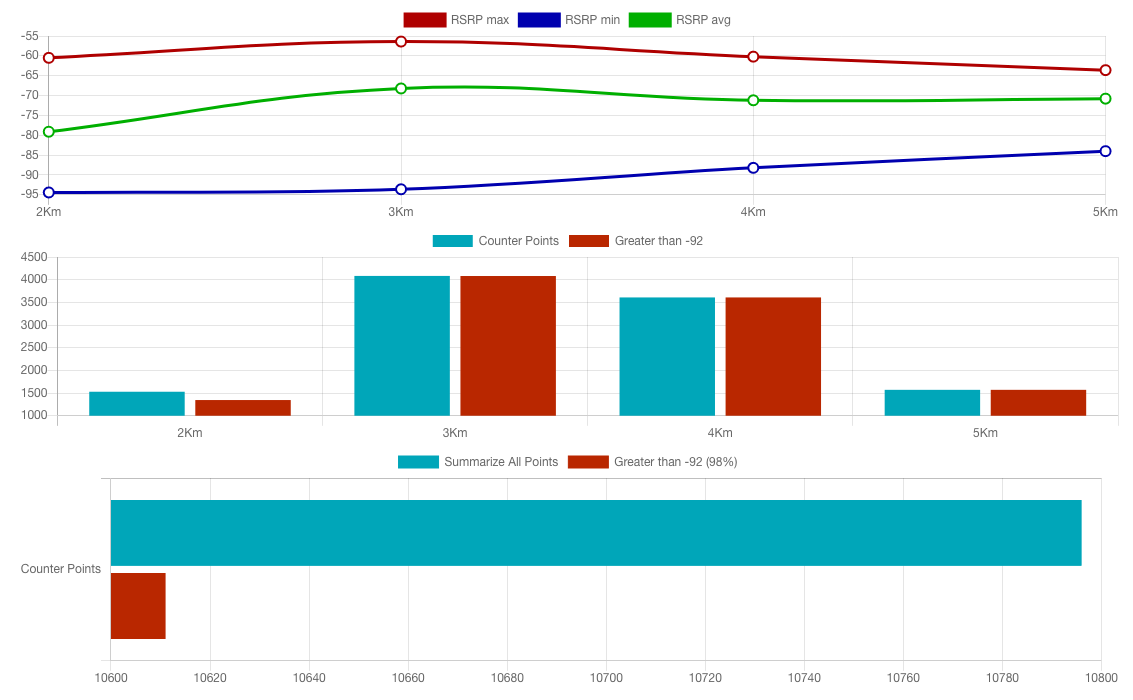 RSRP max RSRP min RSRP avg
-55
-60
-65
-70
-75
-80
-85
-90
-95
2Km 3Km 4Km 5Km
Counter Points Greater than -92
4500
4000
3500
3000
2500
2000
1500
1000
2Km 3Km 4Km 5Km
Summarize All Points Greater than -92 (98%)
Counter Points
10600 10620 10640 10660 10680 10700 10720 10740 10760 10780 10800